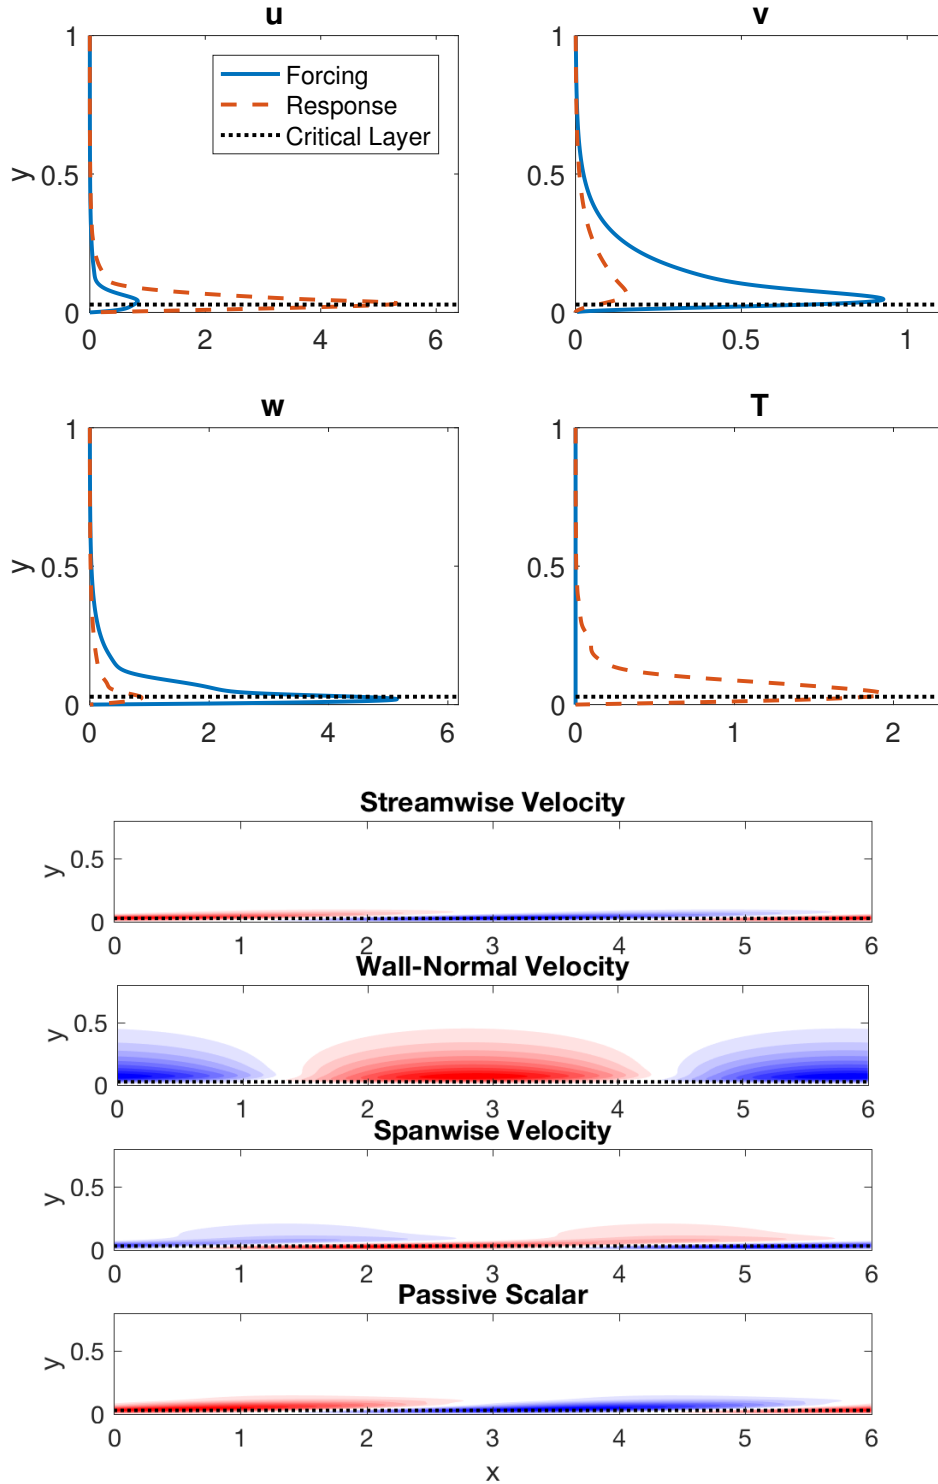 u
v
1
y
0.5
0
0
2
4
6
Forcing
Response
Critical Layer
1
0.5
0
0
0.5
1
w
T
1
y
0.5
0
0
2
4
6
1
0.5
0
0
1
2
Streamwise Velocity
y
0.5
0
0 1 2 3 4 5 6
Wall-Normal Velocity
y
0.5
0
0 1 2 3 4 5 6
Spanwise Velocity
y
0.5
0
0 1 2 3 4 5 6
Passive Scalar
y
0.5
0
0 1 2 3 4 5 6
x